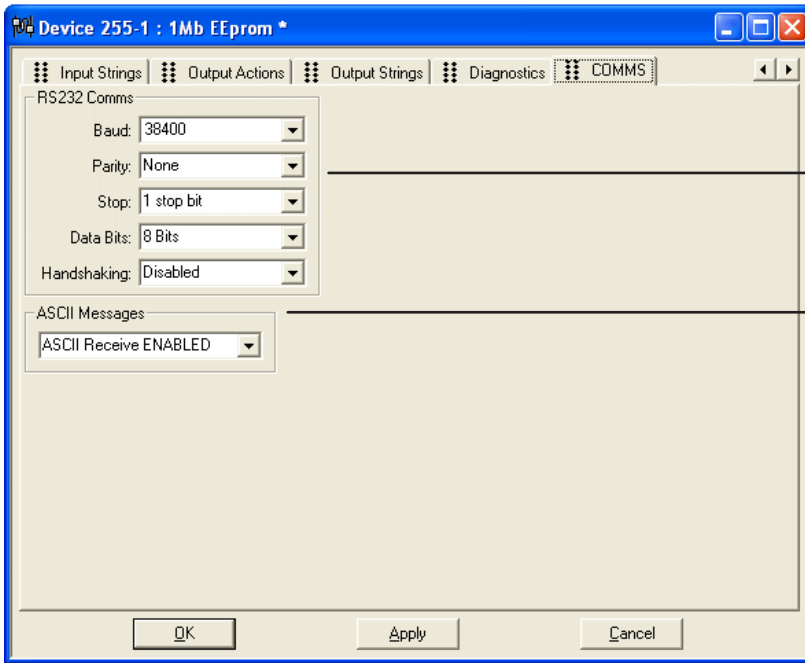 Device 255-1 : 1Mb EEprom *
Input Strings Output Actions Output Strings Diagnostics COMMS
RS232 Comms
Baud: 38400
Parity: None
Stop: 1 stop bit
Data Bits: 8 Bits
Handshaking: Disabled
ASCII Messages
ASCII Receive ENABLED
OK Apply Cancel